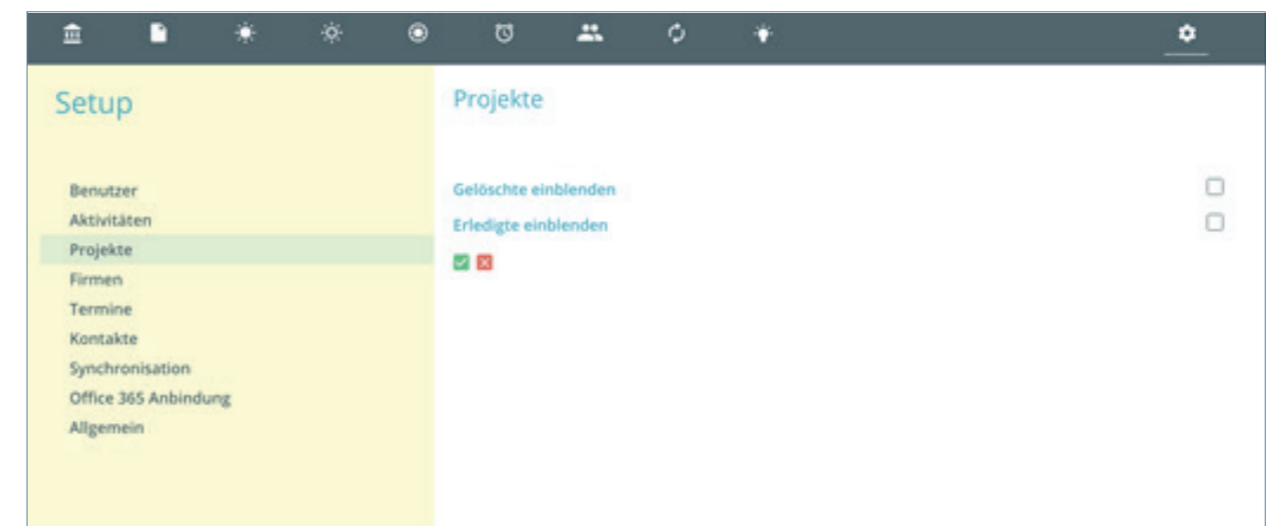 Setup
Benutzer
Aktivitäten
Projekte
Firmen
Termine
Kontakte
Synchronisation
Office 365 Anbindung
Allgemein
Projekte
Gelöschte einblenden
Erledigte einblenden